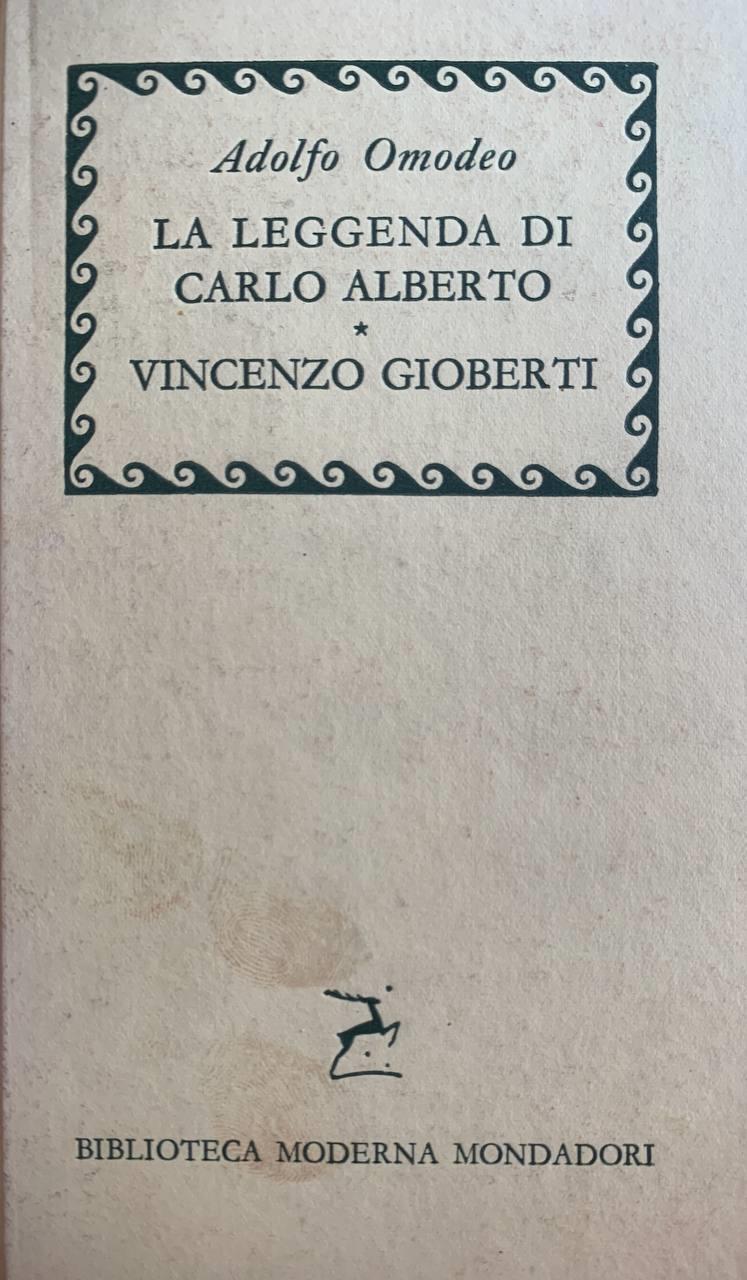 Adolfo Omodeo
LA LEGGENDA DI
CARLO ALBERTO
*
VINCENZO GIOBERTI
BIBLIOTECA MODERNA MONDADORI